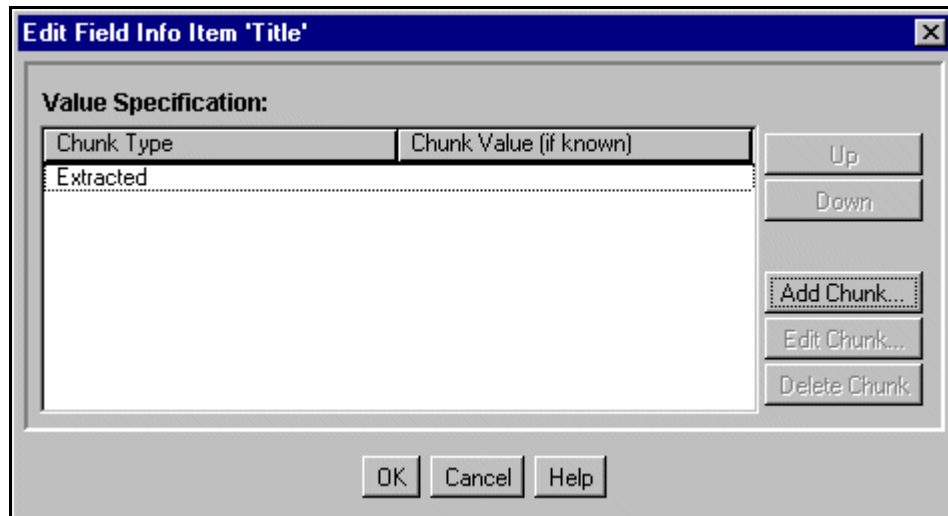 Edit Field Info Item 'Title'
Value Specification:
Chunk Type Chunk Value (if known)
Extracted
Up
Down
Add Chunk...
Edit Chunk...
Delete Chunk
OK Cancel Help